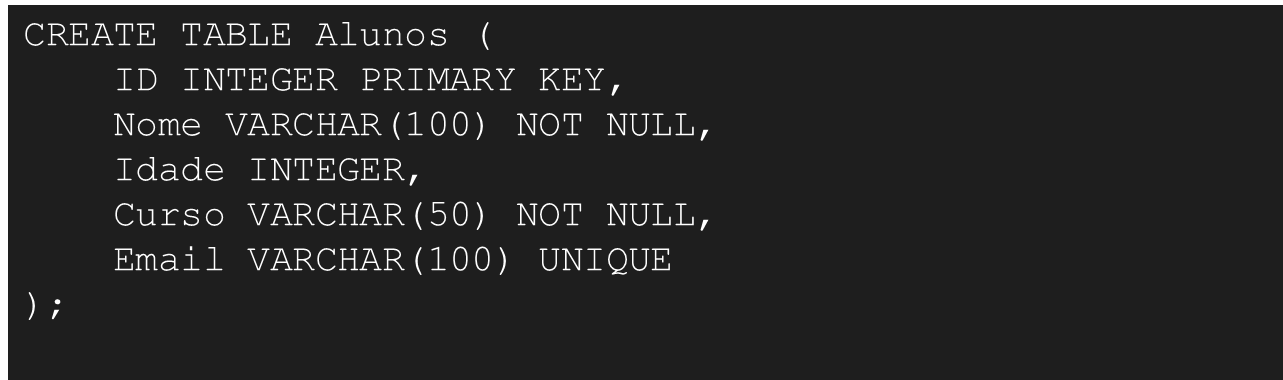 CREATE TABLE Alunos (
    ID INTEGER PRIMARY KEY,
    Nome VARCHAR(100) NOT NULL,
    Idade INTEGER,
    Curso VARCHAR(50) NOT NULL,
    Email VARCHAR(100) UNIQUE
);